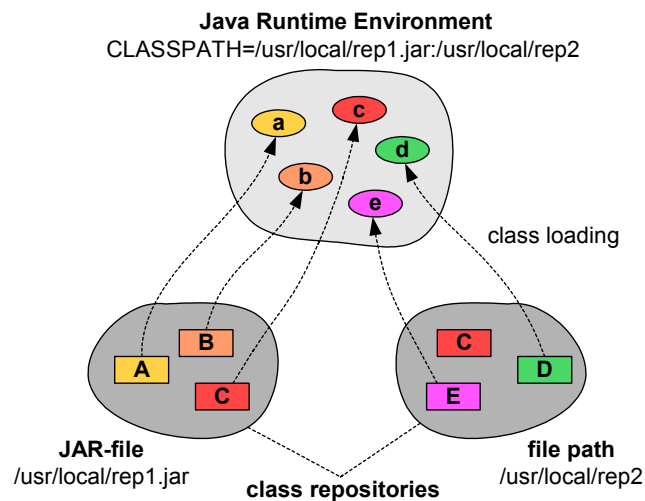 Java Runtime Environment
CLASSPATH=/usr/local/rep1.jar:/usr/local/rep2
a
c
d
b
e
class loading
A
B
C
C
D
E
JAR-file
/usr/local/rep1.jar
class repositories
file path
/usr/local/rep2